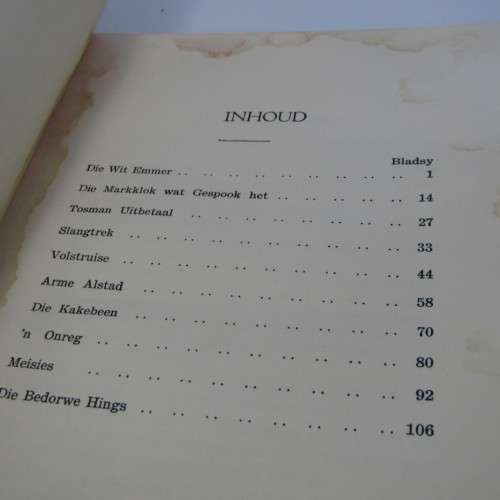 INHOUD
Bladsy
Die Wit Emmer .. .. .. .. .. .. .. .. .. 1
Die Markklok wat Gespook het .. .. .. .. .. 14
Tosman Uitbetaal .. .. .. .. .. .. .. .. 27
Slangtrek .. .. .. .. .. .. .. .. .. .. 33
Volstruise .. .. .. .. .. .. .. .. .. .. 44
Arme Alstad .. .. .. .. .. .. .. .. .. 58
Die Kakebeen .. .. .. .. .. .. .. .. .. 70
'n Onreg .. .. .. .. .. .. .. .. .. .. 80
Meisies .. .. .. .. .. .. .. .. .. .. 92
Die Bedorwe Hings .. .. .. .. .. .. .. .. .. 106